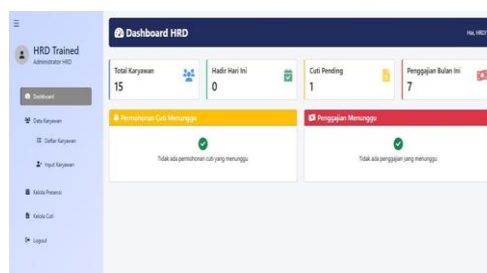 Dashboard HRD
Hai, HRD
HRD Trained
Administrator HRD
Dashboard
Data Karyawan
Daftar Karyawan
Input Karyawan
Kelola Presensi
Kelola Cuti
Logout
Total Karyawan
15
Hadir Hari Ini
0
Cuti Pending
1
Penggajian Bulan Ini
7
Permohonan Cuti Menunggu
Tidak ada permohonan cuti yang menunggu
Penggajian Menunggu
Tidak ada penggajian yang menunggu